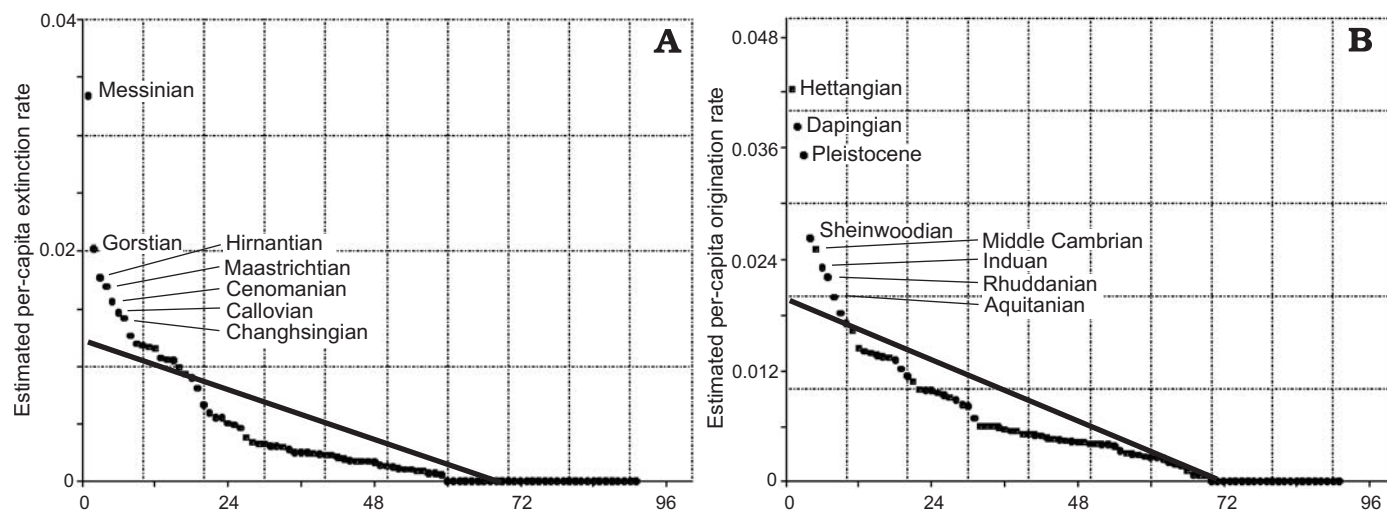 A
Estimated per-capita extinction rate
0.04
0.02
0
Messinian
Gorstian
Hirnantian
Maastrichtian
Cenomanian
Callovian
Changhsingian
0 24 48 72 96
B
Estimated per-capita origination rate
0.048
0.036
0.024
0.012
0
Hettangian
Dapingian
Pleistocene
Sheinwoodian
Middle Cambrian
Induan
Rhuddanian
Aquitanian
0 24 48 72 96